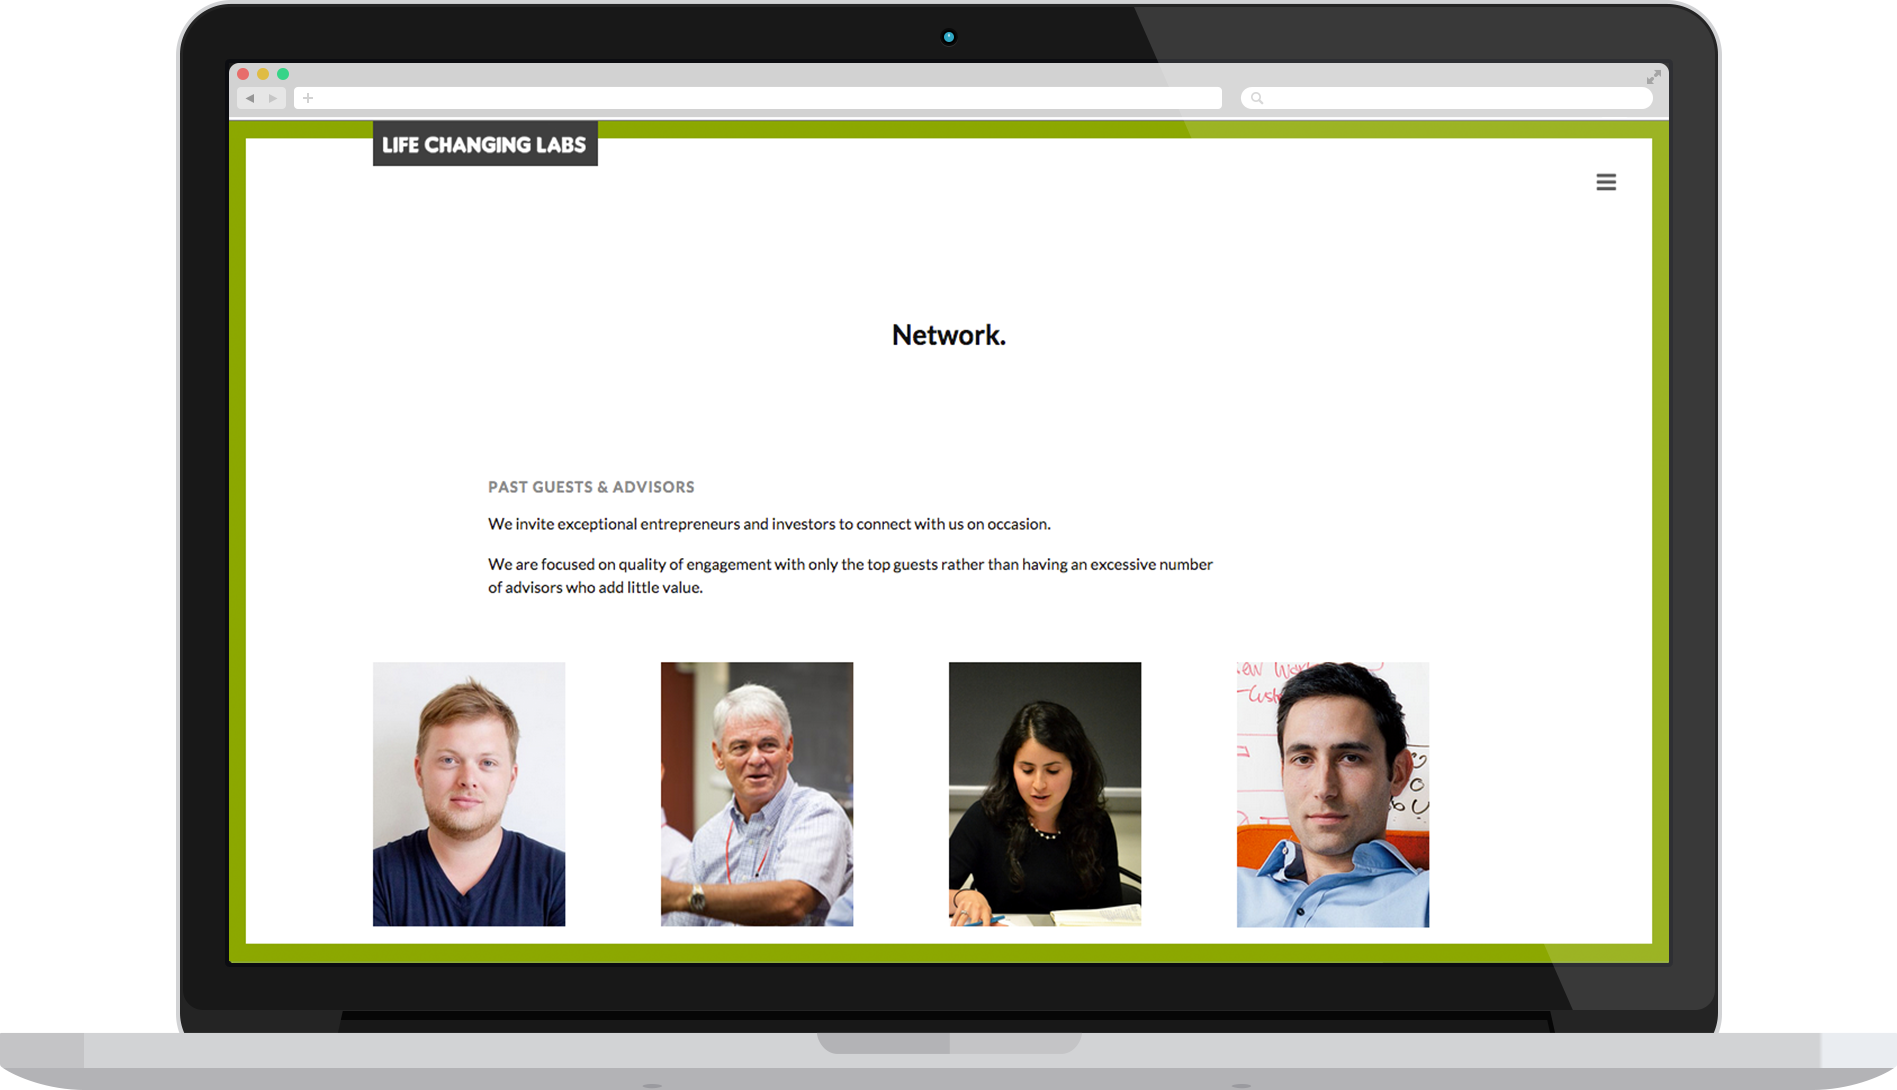 LIFE CHANGING LABS
Network.
PAST GUESTS & ADVISORS
We invite exceptional entrepreneurs and investors to connect with us on occasion.
We are focused on quality of engagement with only the top guests rather than having an excessive number
of advisors who add little value.